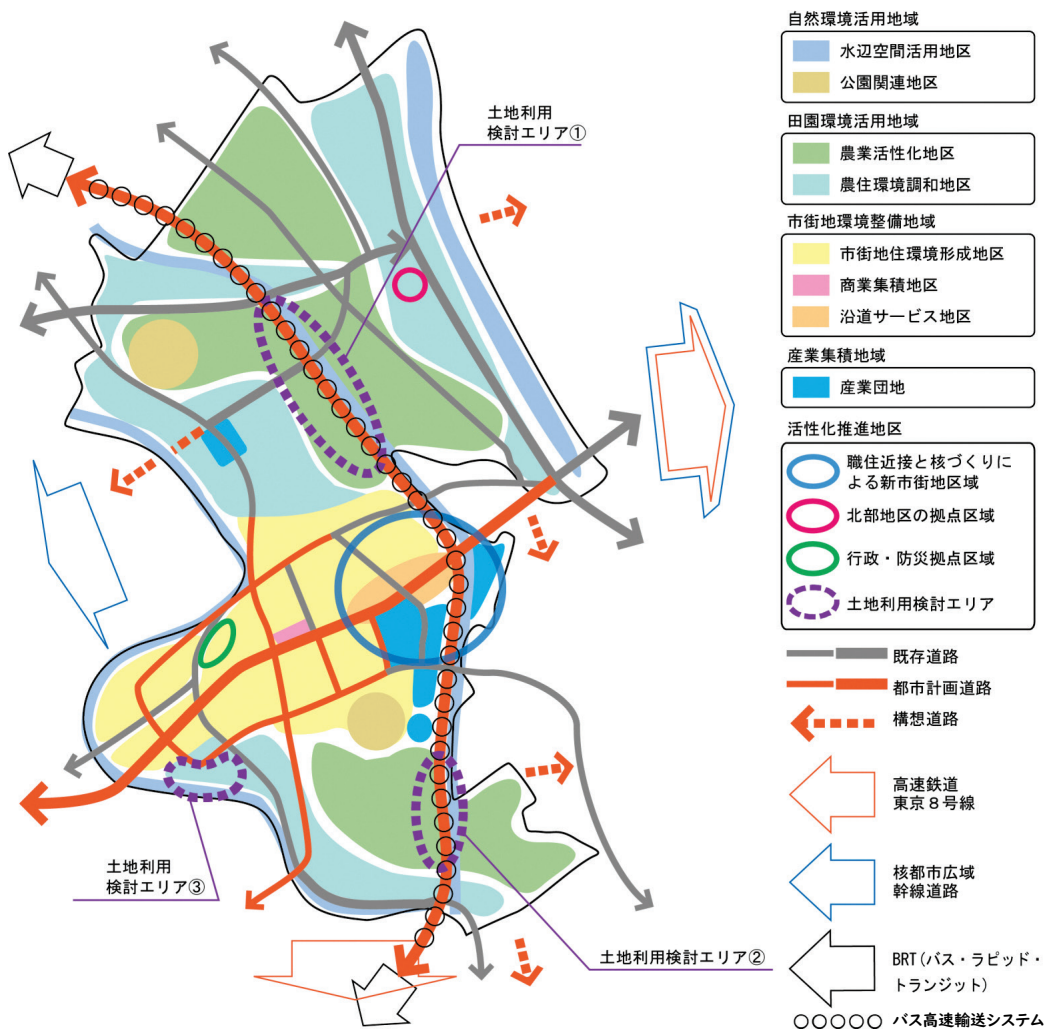 土地利用
検討エリア①
土地利用
検討エリア③
土地利用検討エリア②
自然環境活用地域
水辺空間活用地区
公園関連地区
田園環境活用地域
農業活性化地区
農住環境調和地区
市街地環境整備地域
市街地住環境形成地区
商業集積地区
沿道サービス地区
産業集積地域
産業団地
活性化推進地区
職住近接と核づくりに
よる新市街地区域
北部地区の拠点区域
行政・防災拠点区域
土地利用検討エリア
既存道路
都市計画道路
構想道路
高速鉄道
東京8号線
核都市広域
幹線道路
BRT(バス・ラピッド・
トランジット)
バス高速輸送システム